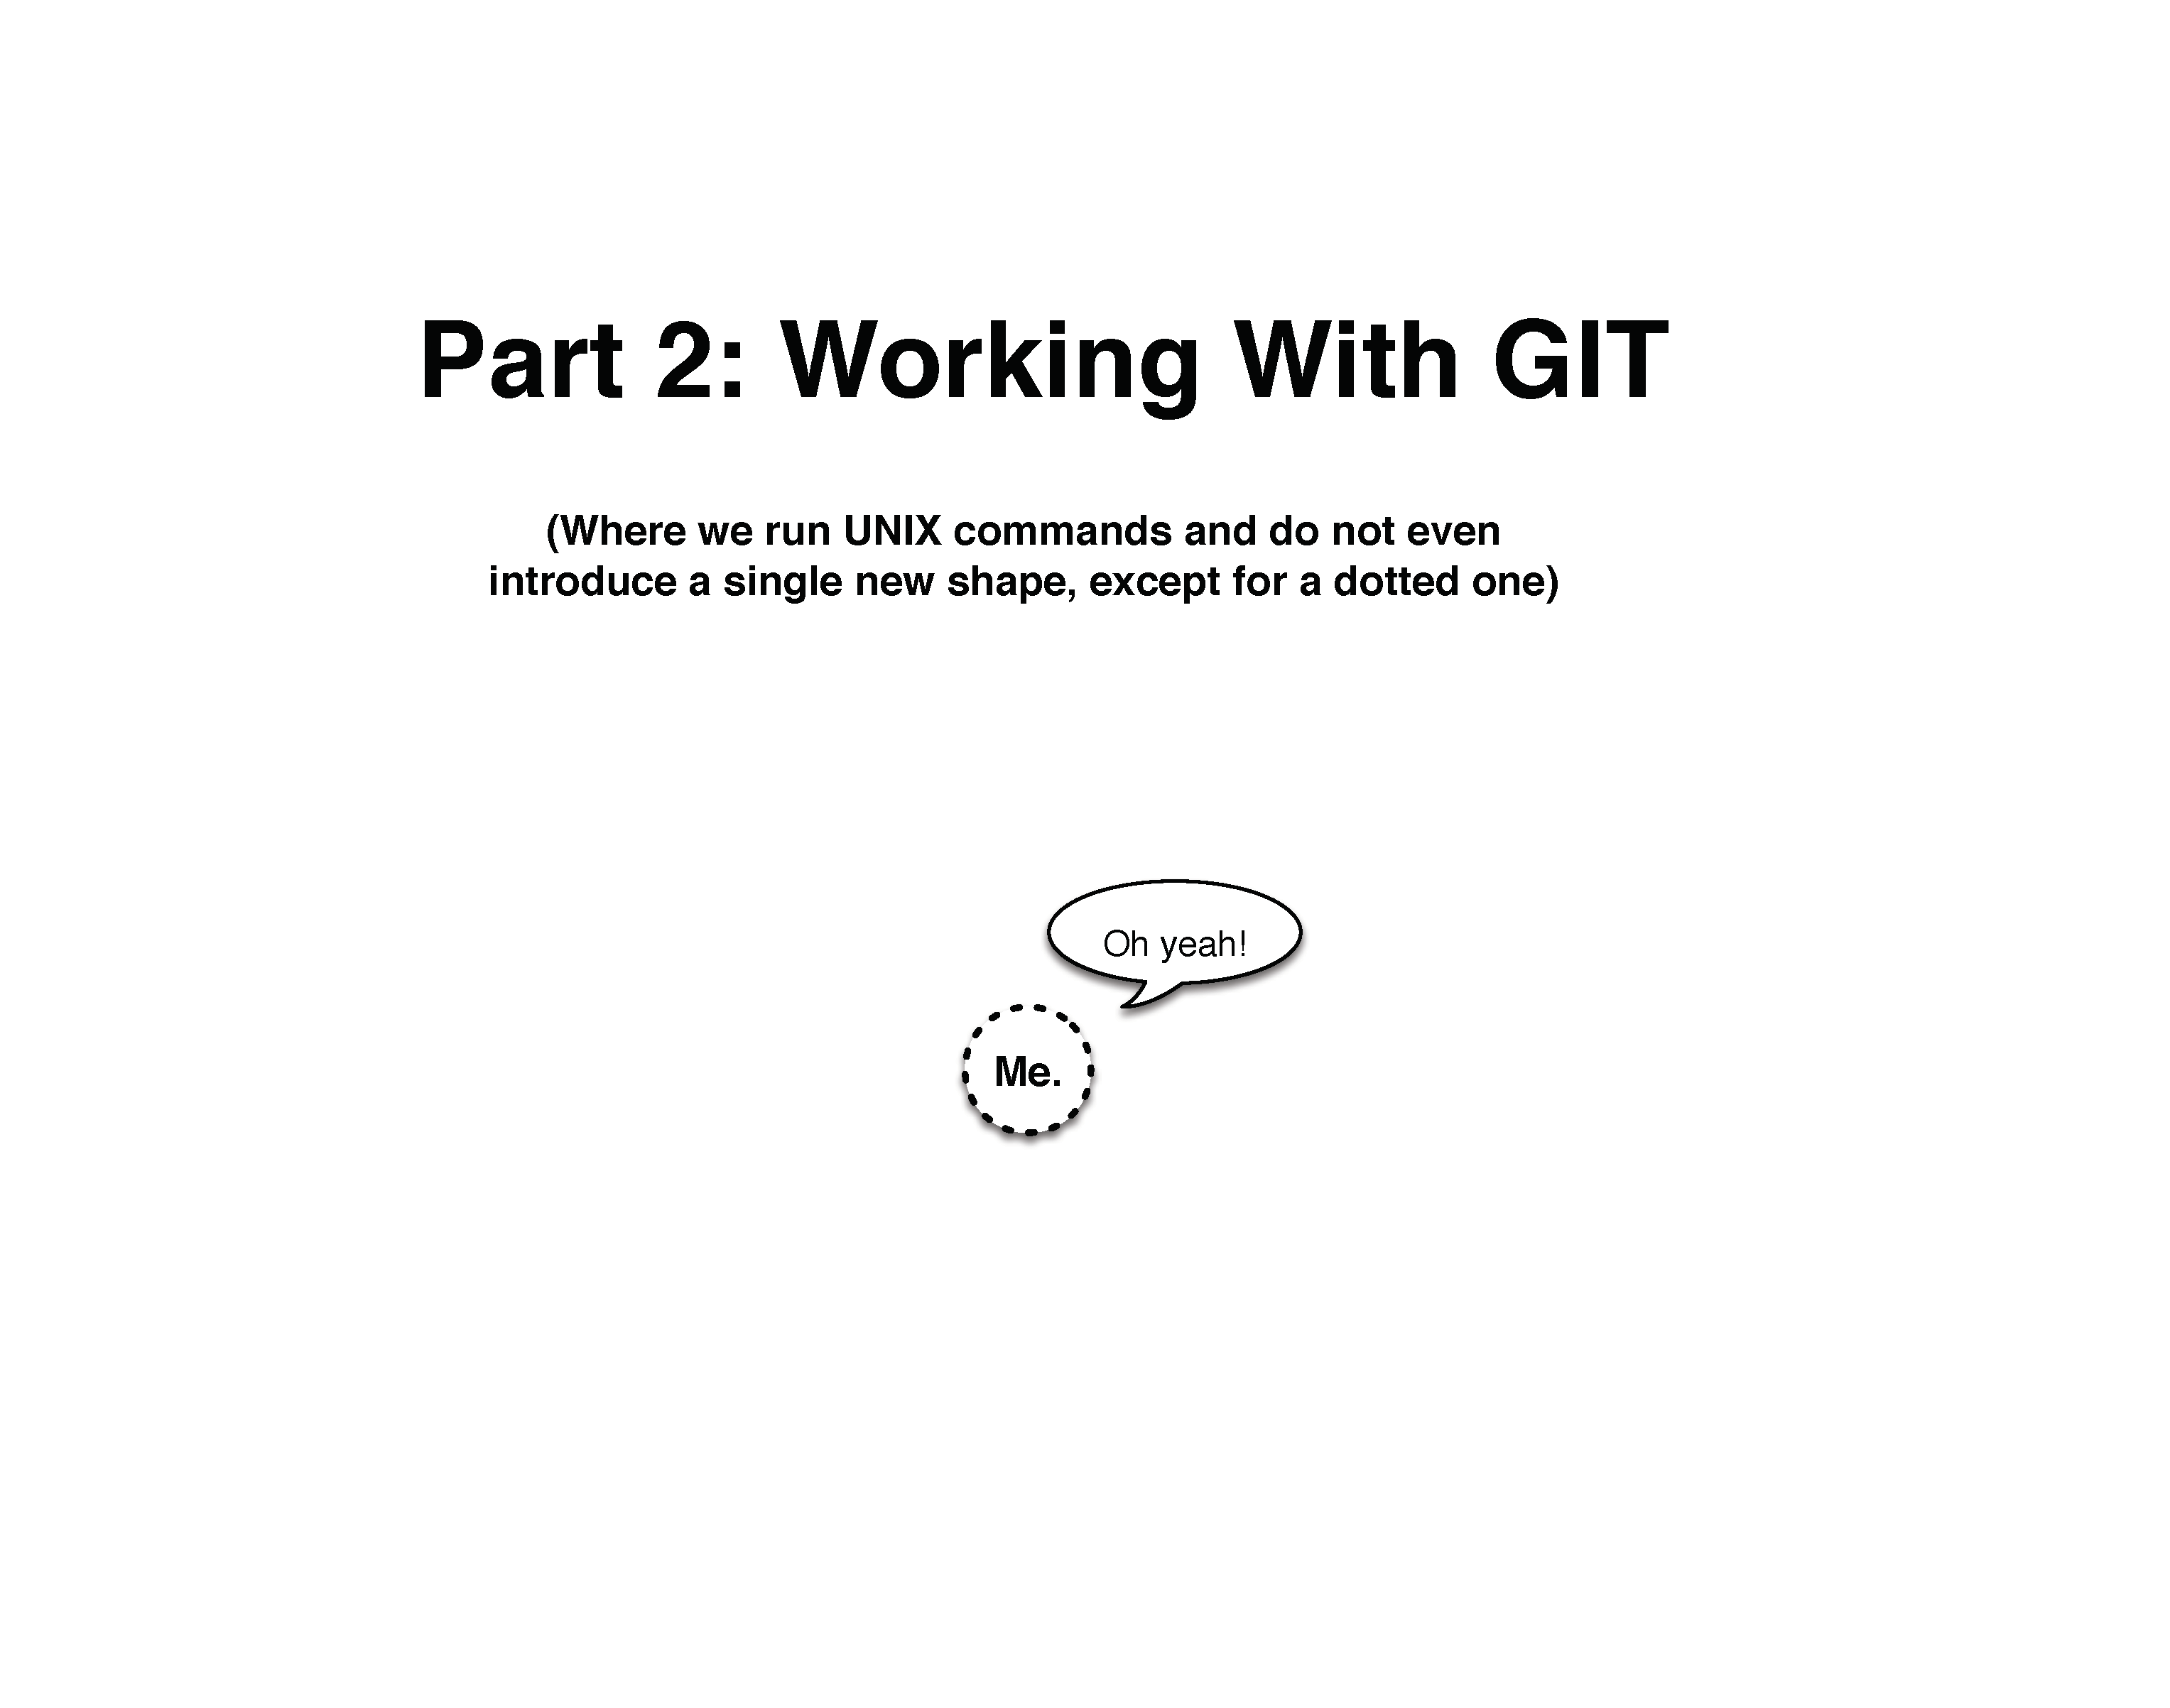 Part 2: Working With GIT
(Where we run UNIX commands and do not even
introduce a single new shape, except for a dotted one)
Oh yeah!
Me.